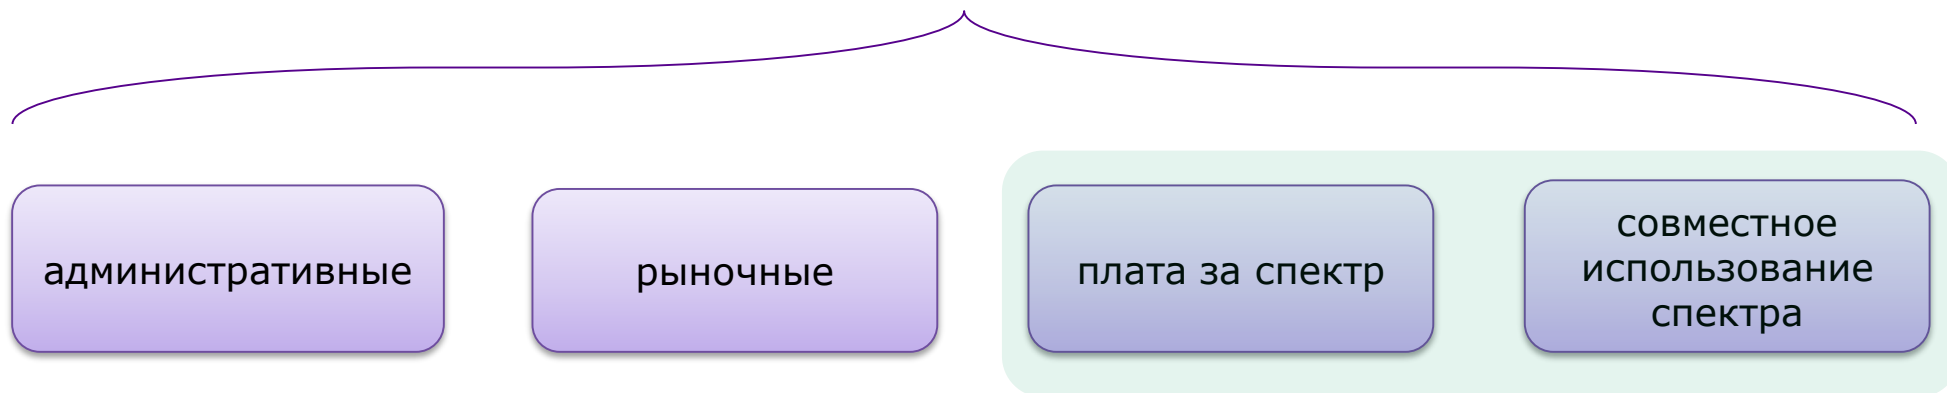 административные
рыночные
плата за спектр
совместное
использование
спектра